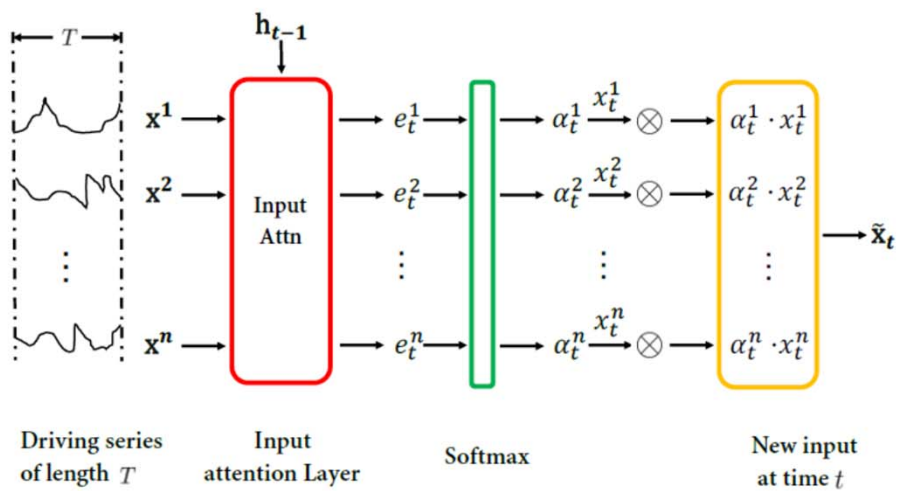 T
h_{t-1}
x^1 e_t^1 α_t^1 x_t^1 ⊗ α_t^1 · x_t^1
x^2 e_t^2 α_t^2 x_t^2 ⊗ α_t^2 · x_t^2
Input
Attn
⋮ ⋮ ⋮ ⋮
x̃_t
x^n e_t^n α_t^n x_t^n ⊗ α_t^n · x_t^n
Driving series
of length T
Input
attention Layer
Softmax
New input
at time t